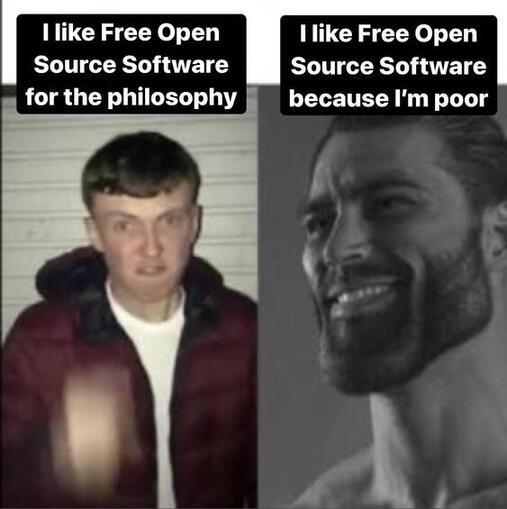 I like Free Open
Source Software
for the philosophy
I like Free Open
Source Software
because I'm poor